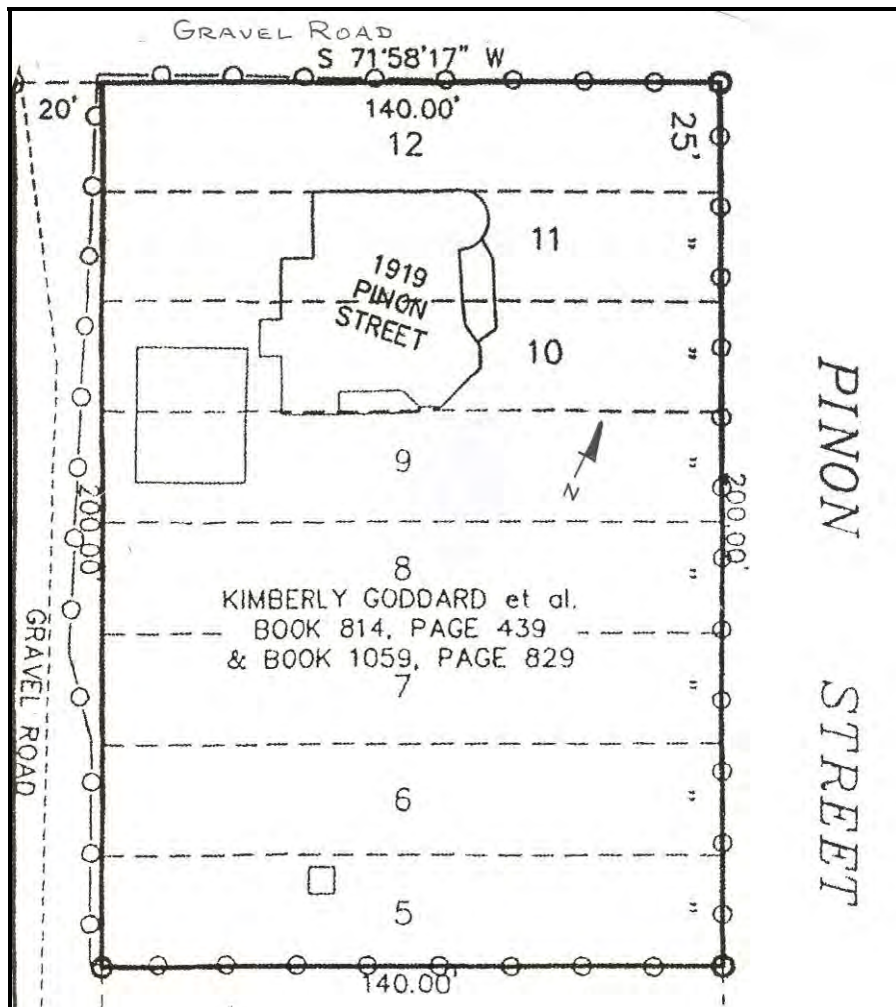 GRAVEL ROAD
S 71°58'17" W
20'
140.00'
25'
12
11
"
1919
PINON
STREET
10
"
9
"
N
200.00'
200.00'
8
"
KIMBERLY GODDARD et al.
BOOK 814, PAGE 439
& BOOK 1059, PAGE 829
7
"
6
"
5
"
140.00'
GRAVEL ROAD
PINON STREET